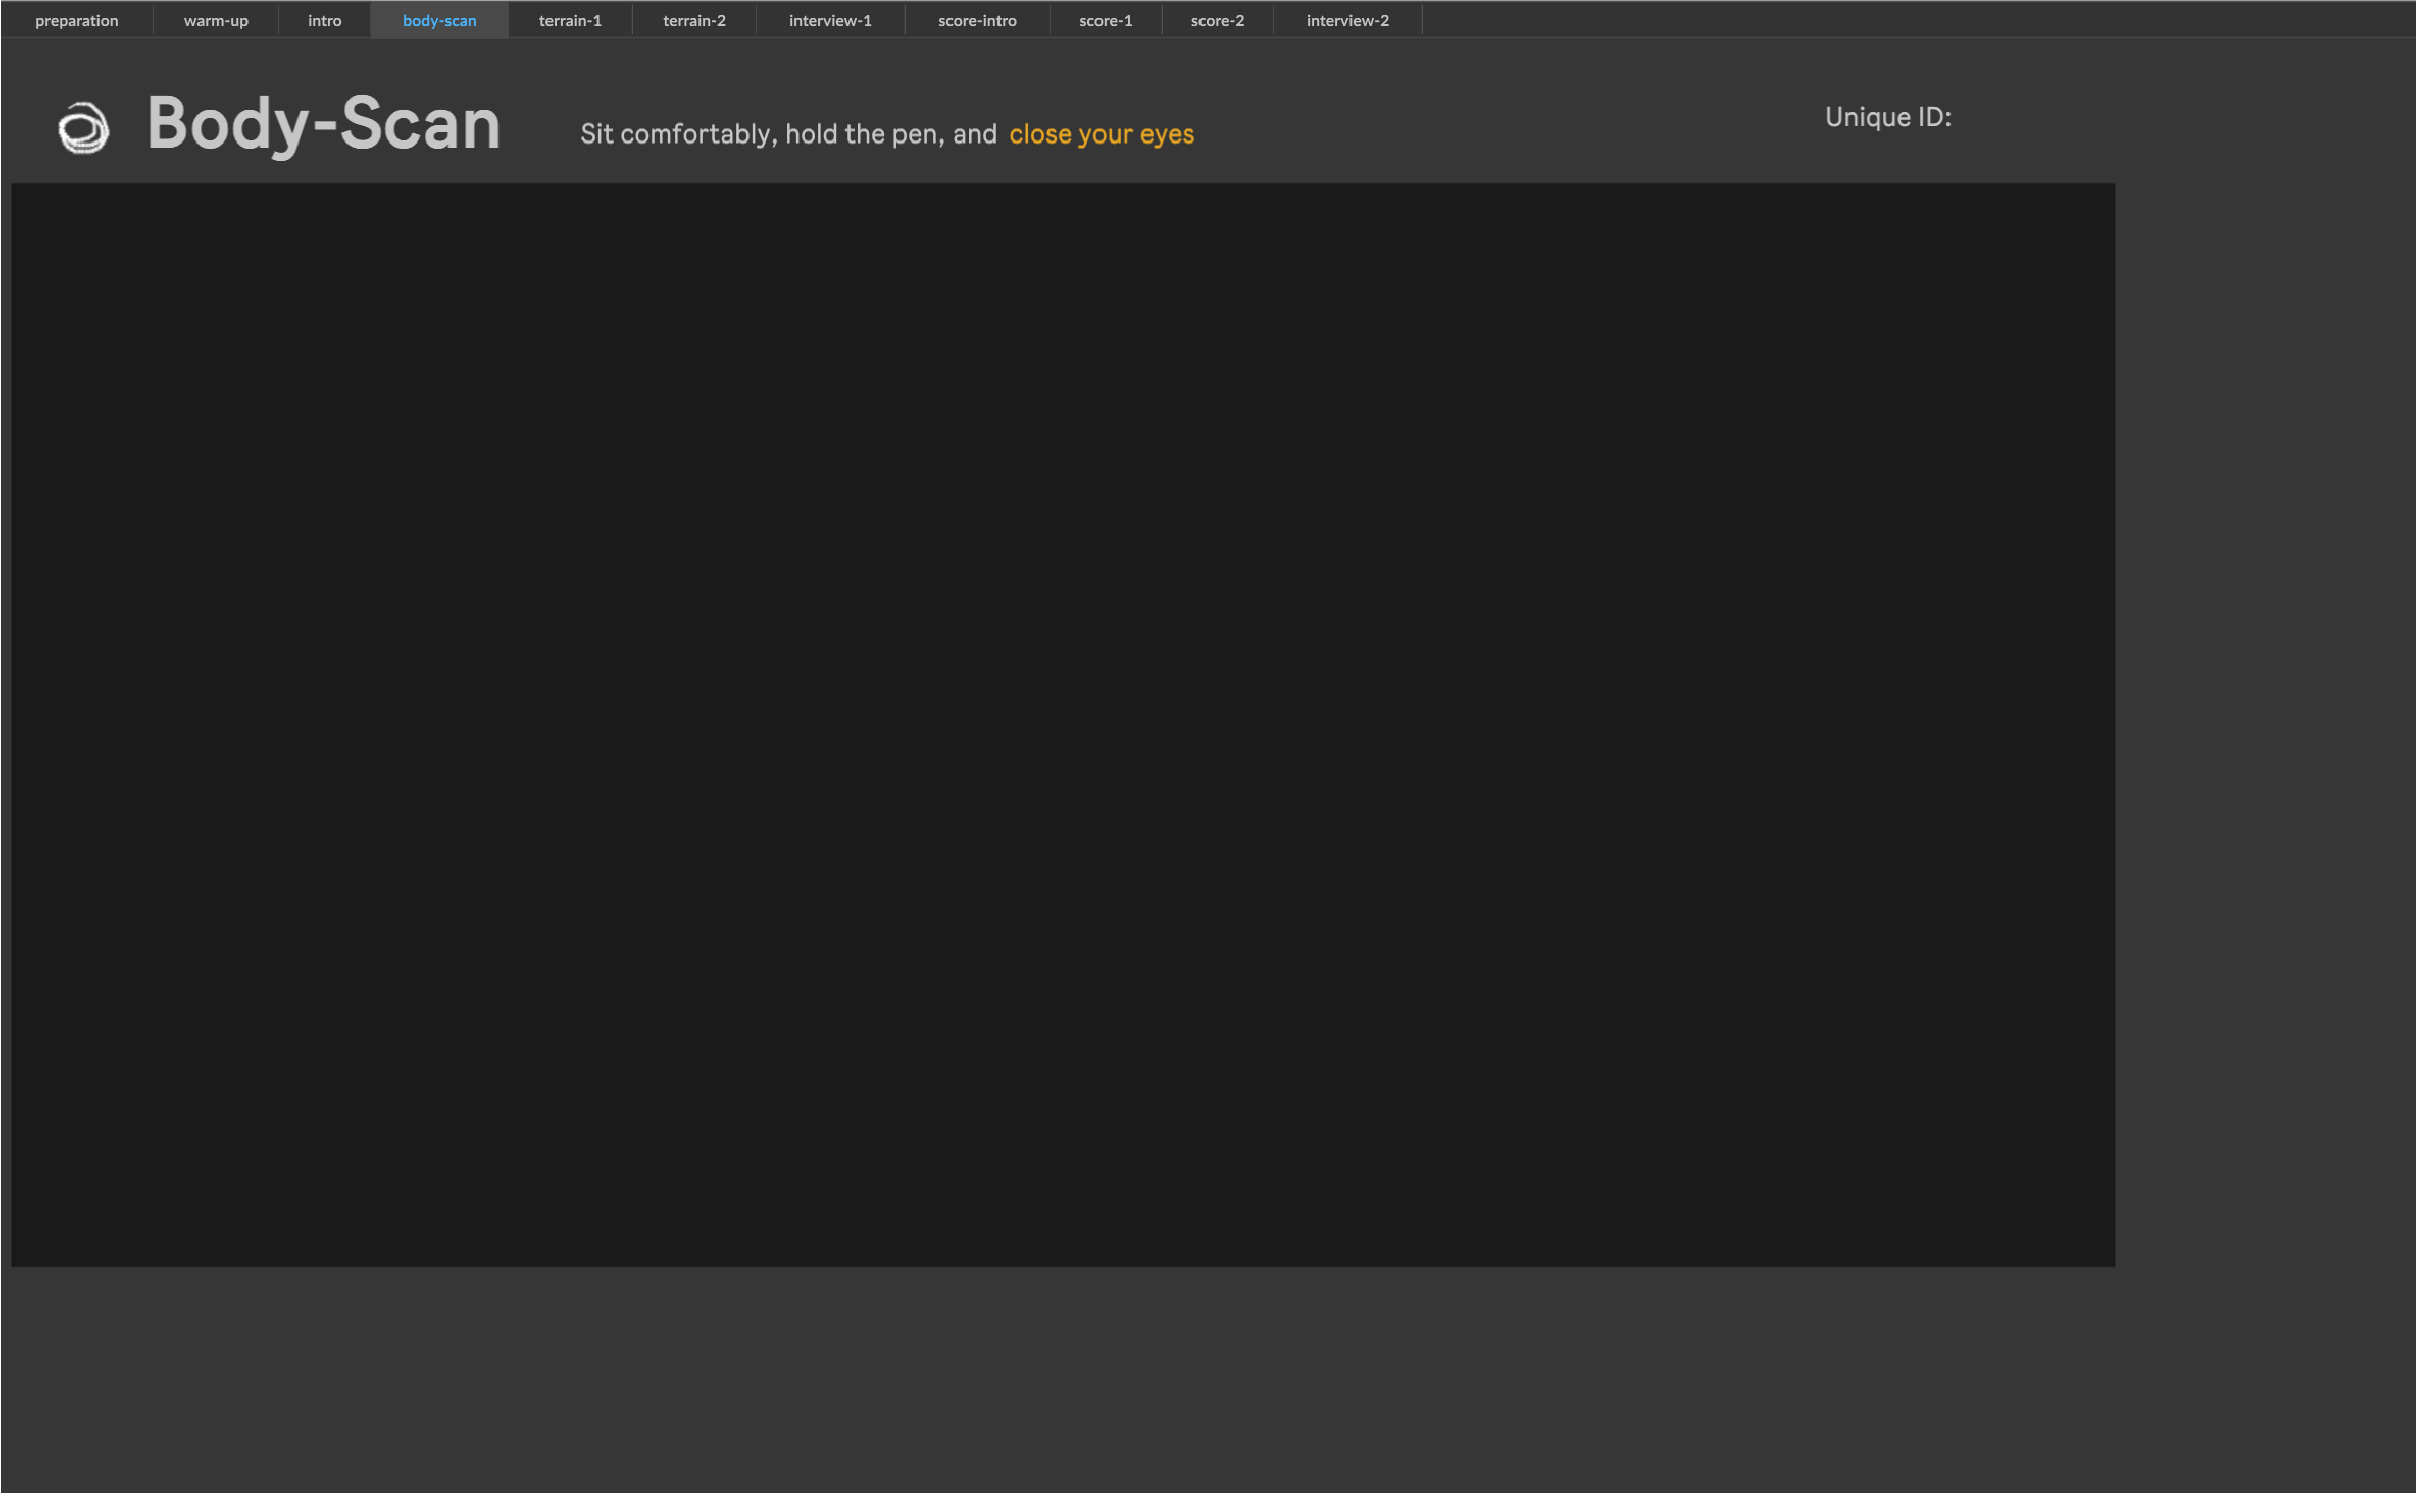 preparation warm-up intro body-scan terrain-1 terrain-2 interview-1 score-intro score-1 score-2 interview-2
Body-Scan Sit comfortably, hold the pen, and close your eyes Unique ID: